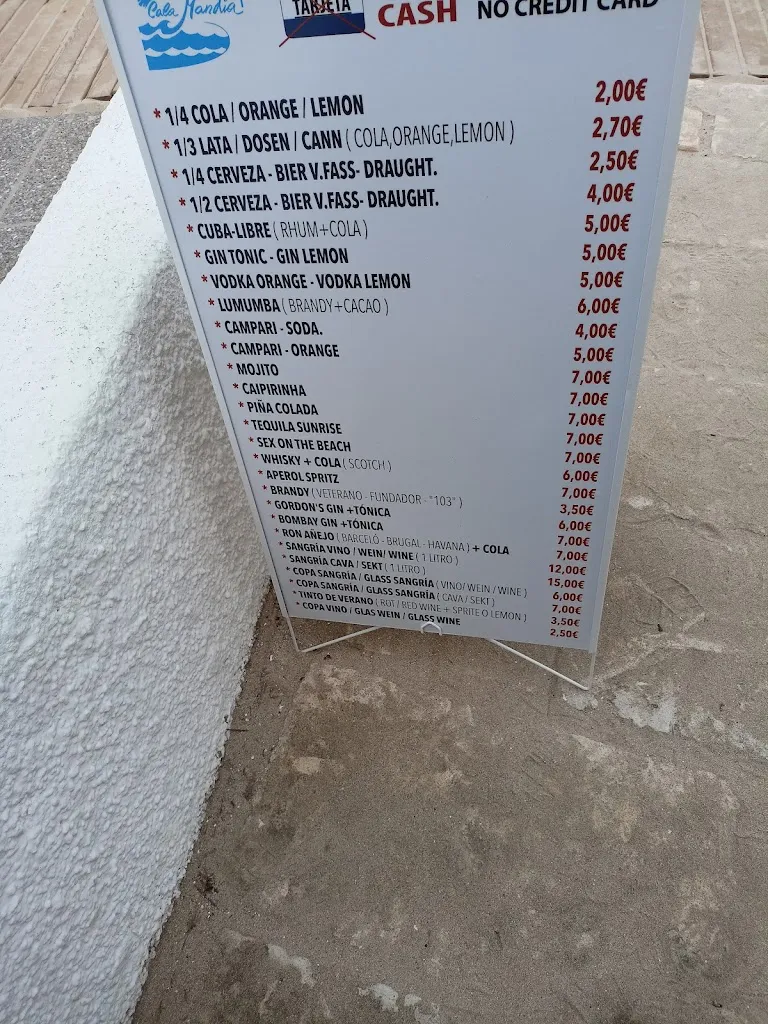 Cala Mandia
TARJETA
CASH NO CREDIT CARD
* 1/4 COLA / ORANGE / LEMON 2,00€
* 1/3 LATA / DOSEN / CANN ( COLA,ORANGE,LEMON ) 2,70€
* 1/4 CERVEZA - BIER V.FASS- DRAUGHT. 2,50€
* 1/2 CERVEZA - BIER V.FASS- DRAUGHT. 4,00€
* CUBA-LIBRE ( RHUM+COLA ) 5,00€
* GIN TONIC - GIN LEMON 5,00€
* VODKA ORANGE - VODKA LEMON 5,00€
* LUMUMBA ( BRANDY+CACAO ) 6,00€
* CAMPARI - SODA. 4,00€
* CAMPARI - ORANGE 5,00€
* MOJITO 7,00€
* CAIPIRINHA 7,00€
* PIÑA COLADA 7,00€
* TEQUILA SUNRISE 7,00€
* SEX ON THE BEACH 7,00€
* WHISKY + COLA ( SCOTCH ) 6,00€
* APEROL SPRITZ 7,00€
* BRANDY ( VETERANO - FUNDADOR - "103" ) 3,50€
* GORDON'S GIN +TÓNICA 6,00€
* BOMBAY GIN +TÓNICA 7,00€
* RON AÑEJO ( BARCELÓ - BRUGAL - HAVANA ) + COLA 7,00€
* SANGRÍA VINO / WEIN/ WINE ( 1 LITRO ) 12,00€
* SANGRÍA CAVA / SEKT ( 1 LITRO ) 15,00€
* COPA SANGRÍA / GLASS SANGRÍA ( VINO/ WEIN / WINE ) 6,00€
* COPA SANGRÍA / GLASS SANGRÍA ( CAVA / SEKT ) 7,00€
* TINTO DE VERANO ( ROT / RED WINE + SPRITE O LEMON ) 3,50€
* COPA VINO / GLAS WEIN / GLASS WINE 2,50€